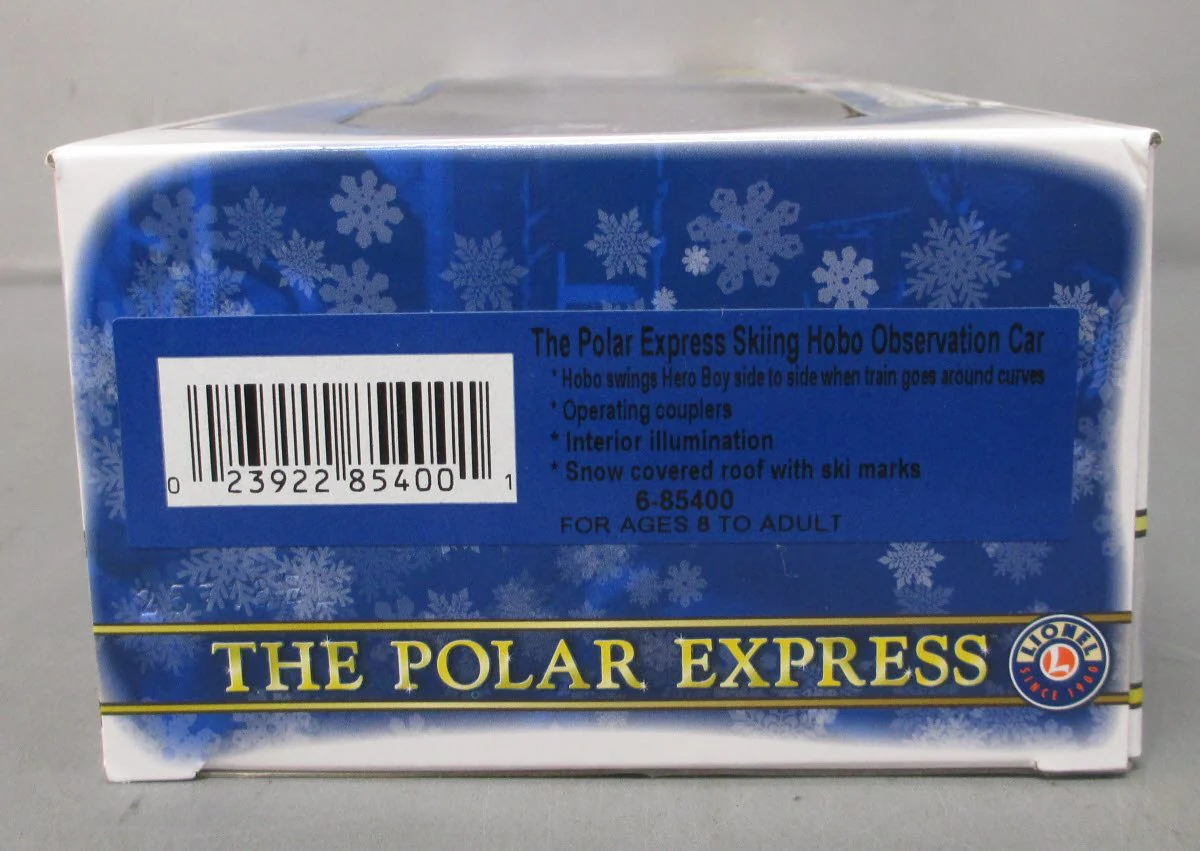 The Polar Express Skiing Hobo Observation Car
* Hobo swings Hero Boy side to side when train goes around curves
* Operating couplers
* Interior illumination
* Snow covered roof with ski marks
6-85400
FOR AGES 8 TO ADULT
0 23922 85400 1
THE POLAR EXPRESS
LIONEL
L
SINCE 1900